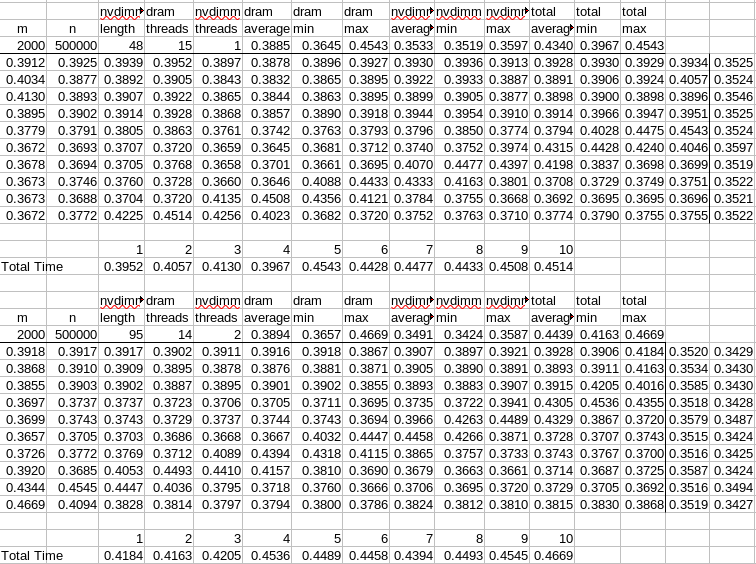 nvdimm dram nvdimm dram dram dram nvdimm nvdimm nvdimm total total total
m n length threads threads average min max average min max average min max
2000 500000 48 15 1 0.3885 0.3645 0.4543 0.3533 0.3519 0.3597 0.4340 0.3967 0.4543
0.3912 0.3925 0.3939 0.3952 0.3897 0.3878 0.3896 0.3927 0.3930 0.3936 0.3913 0.3928 0.3930 0.3929 0.3934 0.3525
0.4034 0.3877 0.3892 0.3905 0.3843 0.3832 0.3865 0.3895 0.3922 0.3933 0.3887 0.3891 0.3906 0.3924 0.4057 0.3524
0.4130 0.3893 0.3907 0.3922 0.3865 0.3844 0.3863 0.3895 0.3899 0.3905 0.3877 0.3898 0.3900 0.3898 0.3896 0.3546
0.3895 0.3902 0.3914 0.3928 0.3868 0.3857 0.3890 0.3918 0.3944 0.3954 0.3910 0.3914 0.3966 0.3947 0.3951 0.3525
0.3779 0.3791 0.3805 0.3863 0.3761 0.3742 0.3763 0.3793 0.3796 0.3850 0.3774 0.3794 0.4028 0.4475 0.4543 0.3524
0.3672 0.3693 0.3707 0.3720 0.3659 0.3645 0.3681 0.3712 0.3740 0.3752 0.3974 0.4315 0.4428 0.4240 0.4046 0.3597
0.3678 0.3694 0.3705 0.3768 0.3658 0.3701 0.3661 0.3695 0.4070 0.4477 0.4397 0.4198 0.3837 0.3698 0.3699 0.3519
0.3673 0.3746 0.3760 0.3728 0.3660 0.3646 0.4088 0.4433 0.4333 0.4163 0.3801 0.3708 0.3729 0.3749 0.3751 0.3522
0.3673 0.3688 0.3704 0.3720 0.4135 0.4508 0.4356 0.4121 0.3784 0.3755 0.3668 0.3692 0.3695 0.3695 0.3696 0.3521
0.3672 0.3772 0.4225 0.4514 0.4256 0.4023 0.3682 0.3720 0.3752 0.3763 0.3710 0.3774 0.3790 0.3755 0.3755 0.3522
1 2 3 4 5 6 7 8 9 10
Total Time 0.3952 0.4057 0.4130 0.3967 0.4543 0.4428 0.4477 0.4433 0.4508 0.4514
nvdimm dram nvdimm dram dram dram nvdimm nvdimm nvdimm total total total
m n length threads threads average min max average min max average min max
2000 500000 95 14 2 0.3894 0.3657 0.4669 0.3491 0.3424 0.3587 0.4439 0.4163 0.4669
0.3918 0.3917 0.3917 0.3902 0.3911 0.3916 0.3918 0.3867 0.3907 0.3897 0.3921 0.3928 0.3906 0.4184 0.3520 0.3429
0.3868 0.3910 0.3909 0.3895 0.3878 0.3876 0.3881 0.3871 0.3905 0.3890 0.3891 0.3893 0.3911 0.4163 0.3534 0.3430
0.3855 0.3903 0.3902 0.3887 0.3895 0.3901 0.3902 0.3855 0.3893 0.3883 0.3907 0.3915 0.4205 0.4016 0.3585 0.3430
0.3697 0.3737 0.3737 0.3723 0.3706 0.3705 0.3711 0.3695 0.3735 0.3722 0.3941 0.4305 0.4536 0.4355 0.3518 0.3428
0.3699 0.3743 0.3743 0.3729 0.3737 0.3744 0.3743 0.3694 0.3966 0.4263 0.4489 0.4329 0.3867 0.3720 0.3579 0.3487
0.3657 0.3705 0.3703 0.3686 0.3668 0.3667 0.4032 0.4447 0.4458 0.4266 0.3871 0.3728 0.3707 0.3743 0.3515 0.3424
0.3726 0.3772 0.3769 0.3712 0.4089 0.4394 0.4318 0.4115 0.3865 0.3757 0.3733 0.3743 0.3767 0.3700 0.3516 0.3425
0.3920 0.3685 0.4053 0.4493 0.4410 0.4157 0.3810 0.3690 0.3679 0.3663 0.3661 0.3714 0.3687 0.3725 0.3587 0.3424
0.4344 0.4545 0.4447 0.4036 0.3795 0.3718 0.3760 0.3666 0.3706 0.3695 0.3720 0.3729 0.3705 0.3692 0.3516 0.3494
0.4669 0.4094 0.3828 0.3814 0.3797 0.3794 0.3800 0.3786 0.3824 0.3812 0.3810 0.3815 0.3830 0.3868 0.3519 0.3427
1 2 3 4 5 6 7 8 9 10
Total Time 0.4184 0.4163 0.4205 0.4536 0.4489 0.4458 0.4394 0.4493 0.4545 0.4669